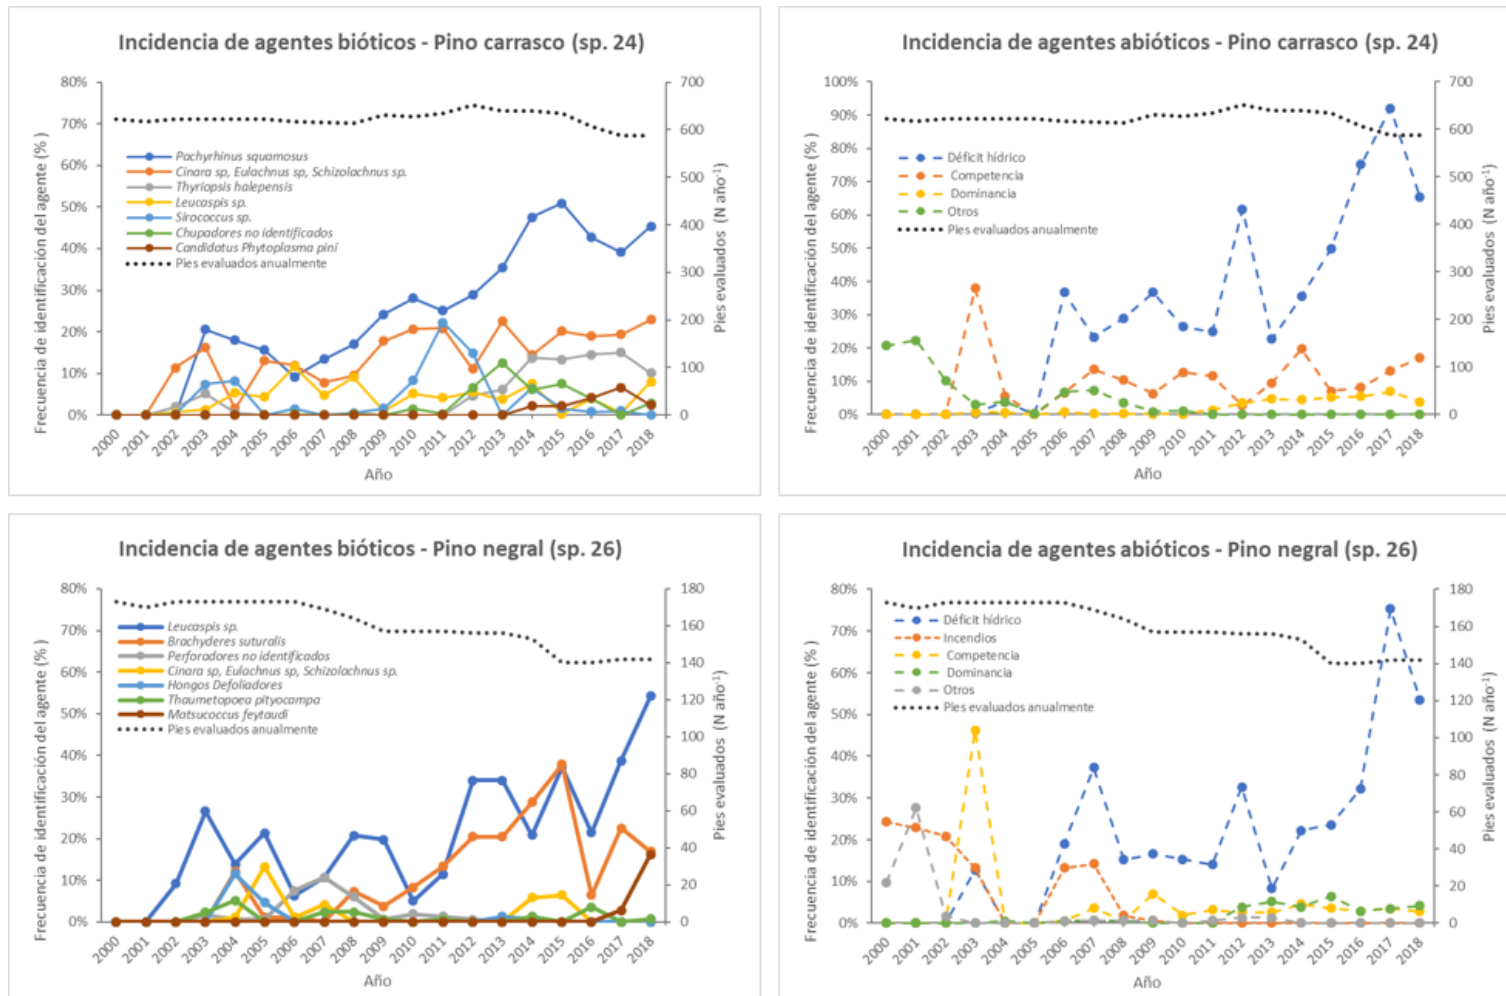 Incidencia de agentes bióticos - Pino carrasco (sp. 24)
Frecuencia de identificación del agente (% )
80%
70%
60%
50%
40%
30%
20%
10%
0%
Pachyrhinus squamosus
Cinara sp, Eulachnus sp, Schizolachnus sp.
Thyriopsis halepensis
Leucaspis sp.
Sirococcus sp.
Chupadores no identificados
Candidatus Phytoplasma pini
Pies evaluados anualmente
700
600
500
400
300
200
100
0
Pies evaluados (N año-1)
2000 2001 2002 2003 2004 2005 2006 2007 2008 2009 2010 2011 2012 2013 2014 2015 2016 2017 2018
Año
Incidencia de agentes abióticos - Pino carrasco (sp. 24)
Frecuencia de identificación del agente (% )
100%
90%
80%
70%
60%
50%
40%
30%
20%
10%
0%
Déficit hídrico
Competencia
Dominancia
Otros
Pies evaluados anualmente
700
600
500
400
300
200
100
0
Pies evaluados (N año-1)
2000 2001 2002 2003 2004 2005 2006 2007 2008 2009 2010 2011 2012 2013 2014 2015 2016 2017 2018
Año
Incidencia de agentes bióticos - Pino negral (sp. 26)
Frecuencia de identificación del agente (% )
80%
70%
60%
50%
40%
30%
20%
10%
0%
Leucaspis sp.
Brachyderes suturalis
Perforadores no identificados
Cinara sp, Eulachnus sp, Schizolachnus sp.
Hongos Defoliadores
Thaumetopoea pityocampa
Matsucoccus feytaudi
Pies evaluados anualmente
180
160
140
120
100
80
60
40
20
0
Pies evaluados (N año-1)
2000 2001 2002 2003 2004 2005 2006 2007 2008 2009 2010 2011 2012 2013 2014 2015 2016 2017 2018
Año
Incidencia de agentes abióticos - Pino negral (sp. 26)
Frecuencia de identificación del agente (% )
80%
70%
60%
50%
40%
30%
20%
10%
0%
Déficit hídrico
Incendios
Competencia
Dominancia
Otros
Pies evaluados anualmente
180
160
140
120
100
80
60
40
20
0
Pies evaluados (N año-1)
2000 2001 2002 2003 2004 2005 2006 2007 2008 2009 2010 2011 2012 2013 2014 2015 2016 2017 2018
Año